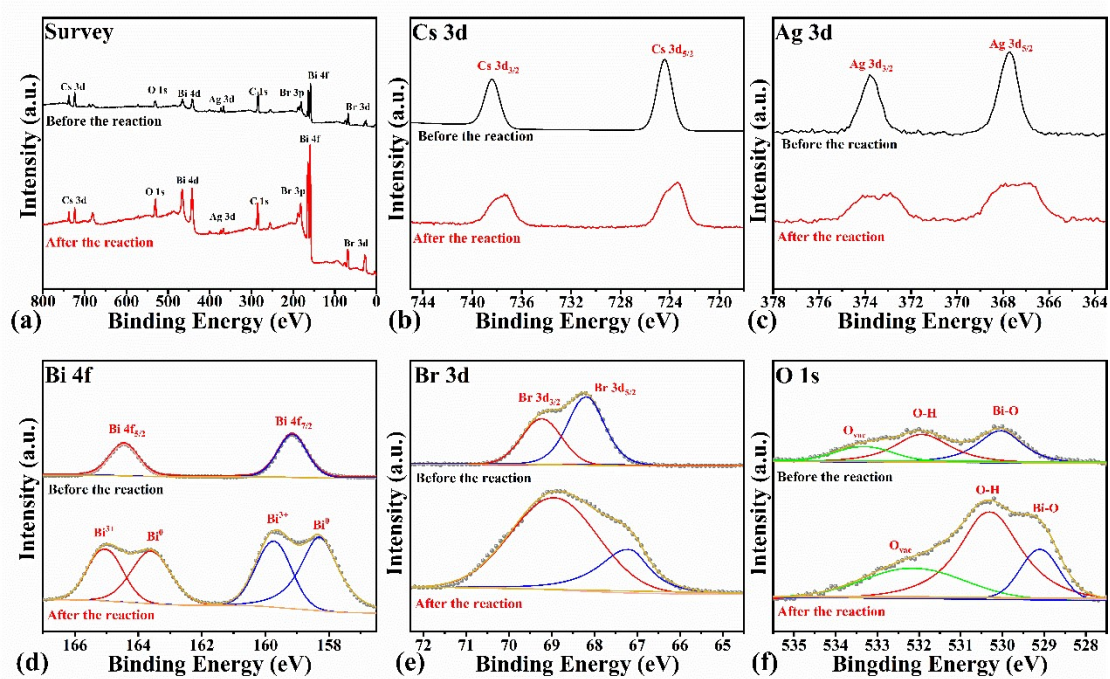 Survey
Cs 3d
O 1s
Bi 4d
Ag 3d
C 1s
Br 3p
Bi 4f
Br 3d
Before the reaction
Bi 4f
Cs 3d
O 1s
Bi 4d
Ag 3d
C 1s
Br 3p
Br 3d
After the reaction
Intensity (a.u.)
800 700 600 500 400 300 200 100 0
Binding Energy (eV)
(a)
Cs 3d
Cs 3d3/2
Cs 3d5/2
Before the reaction
After the reaction
Intensity (a.u.)
744 740 736 732 728 724 720
Binding Energy (eV)
(b)
Ag 3d
Ag 3d3/2
Ag 3d5/2
Before the reaction
After the reaction
Intensity (a.u.)
378 376 374 372 370 368 366 364
Binding Energy (eV)
(c)
Bi 4f
Bi 4f5/2
Bi 4f7/2
Before the reaction
Bi3+
Bi0
Bi3+
Bi0
After the reaction
Intensity (a.u.)
166 164 162 160 158
Binding Energy (eV)
(d)
Br 3d
Br 3d3/2
Br 3d5/2
Before the reaction
After the reaction
Intensity (a.u.)
72 71 70 69 68 67 66 65
Binding Energy (eV)
(e)
O 1s
Ovac
O-H
Bi-O
Before the reaction
Ovac
O-H
Bi-O
After the reaction
Intensity (a.u.)
535 534 533 532 531 530 529 528
Bingding Energy (eV)
(f)